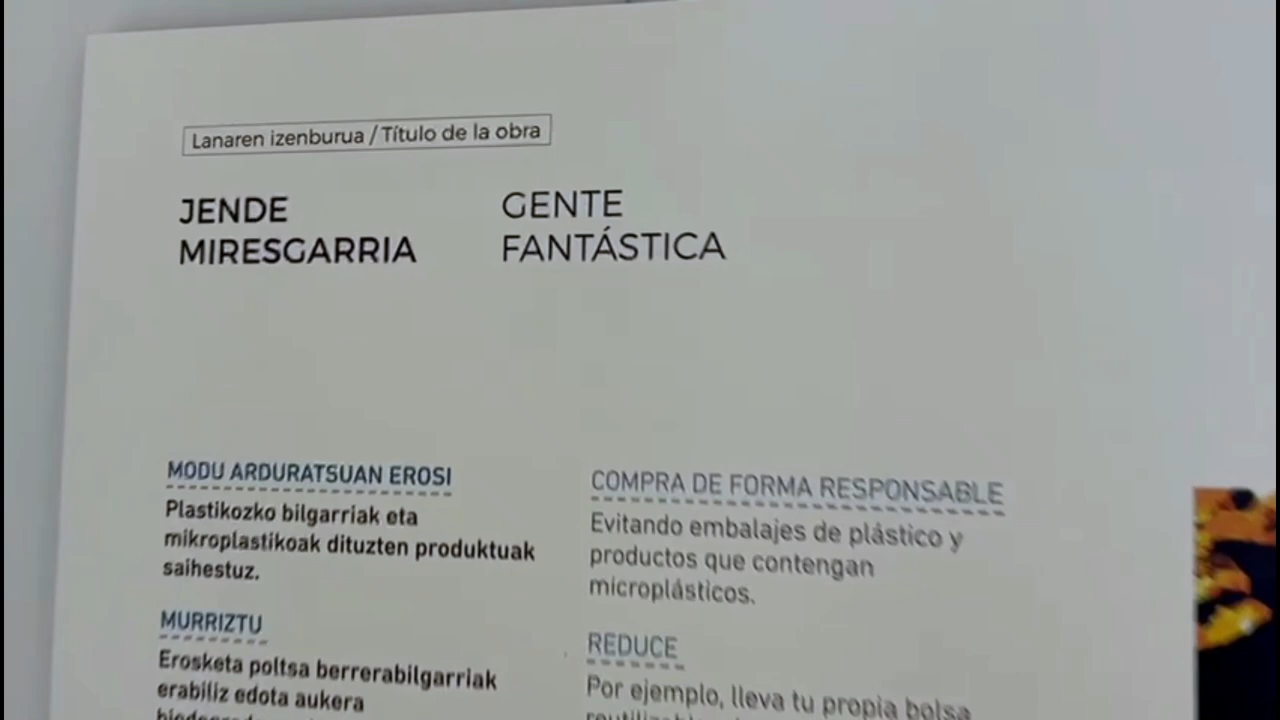 Lanaren izenburua / Título de la obra
JENDE
MIRESGARRIA
GENTE
FANTÁSTICA
MODU ARDURATSUAN EROSI
Plastikozko bilgarriak eta
mikroplastikoak dituzten produktuak
saihestuz.
MURRIZTU
Erosketa poltsa berrerabilgarriak
erabiliz edota aukera
COMPRA DE FORMA RESPONSABLE
Evitando embalajes de plástico y
productos que contengan
microplásticos.
REDUCE
Por ejemplo, lleva tu propia bolsa